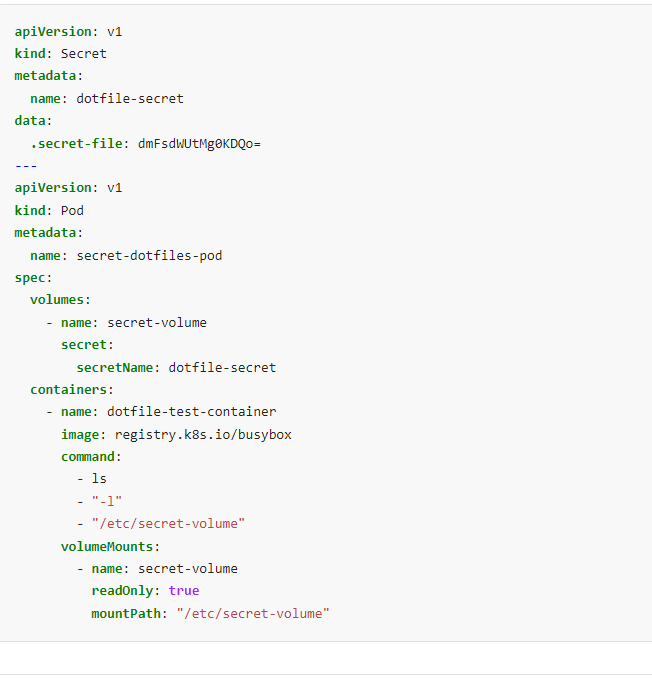 apiVersion: v1
kind: Secret
metadata:
  name: dotfile-secret
data:
  .secret-file: dmFsdWUtMg0KDQo=
---
apiVersion: v1
kind: Pod
metadata:
  name: secret-dotfiles-pod
spec:
  volumes:
    - name: secret-volume
      secret:
        secretName: dotfile-secret
  containers:
    - name: dotfile-test-container
      image: registry.k8s.io/busybox
      command:
        - ls
        - "-l"
        - "/etc/secret-volume"
      volumeMounts:
        - name: secret-volume
          readOnly: true
          mountPath: "/etc/secret-volume"